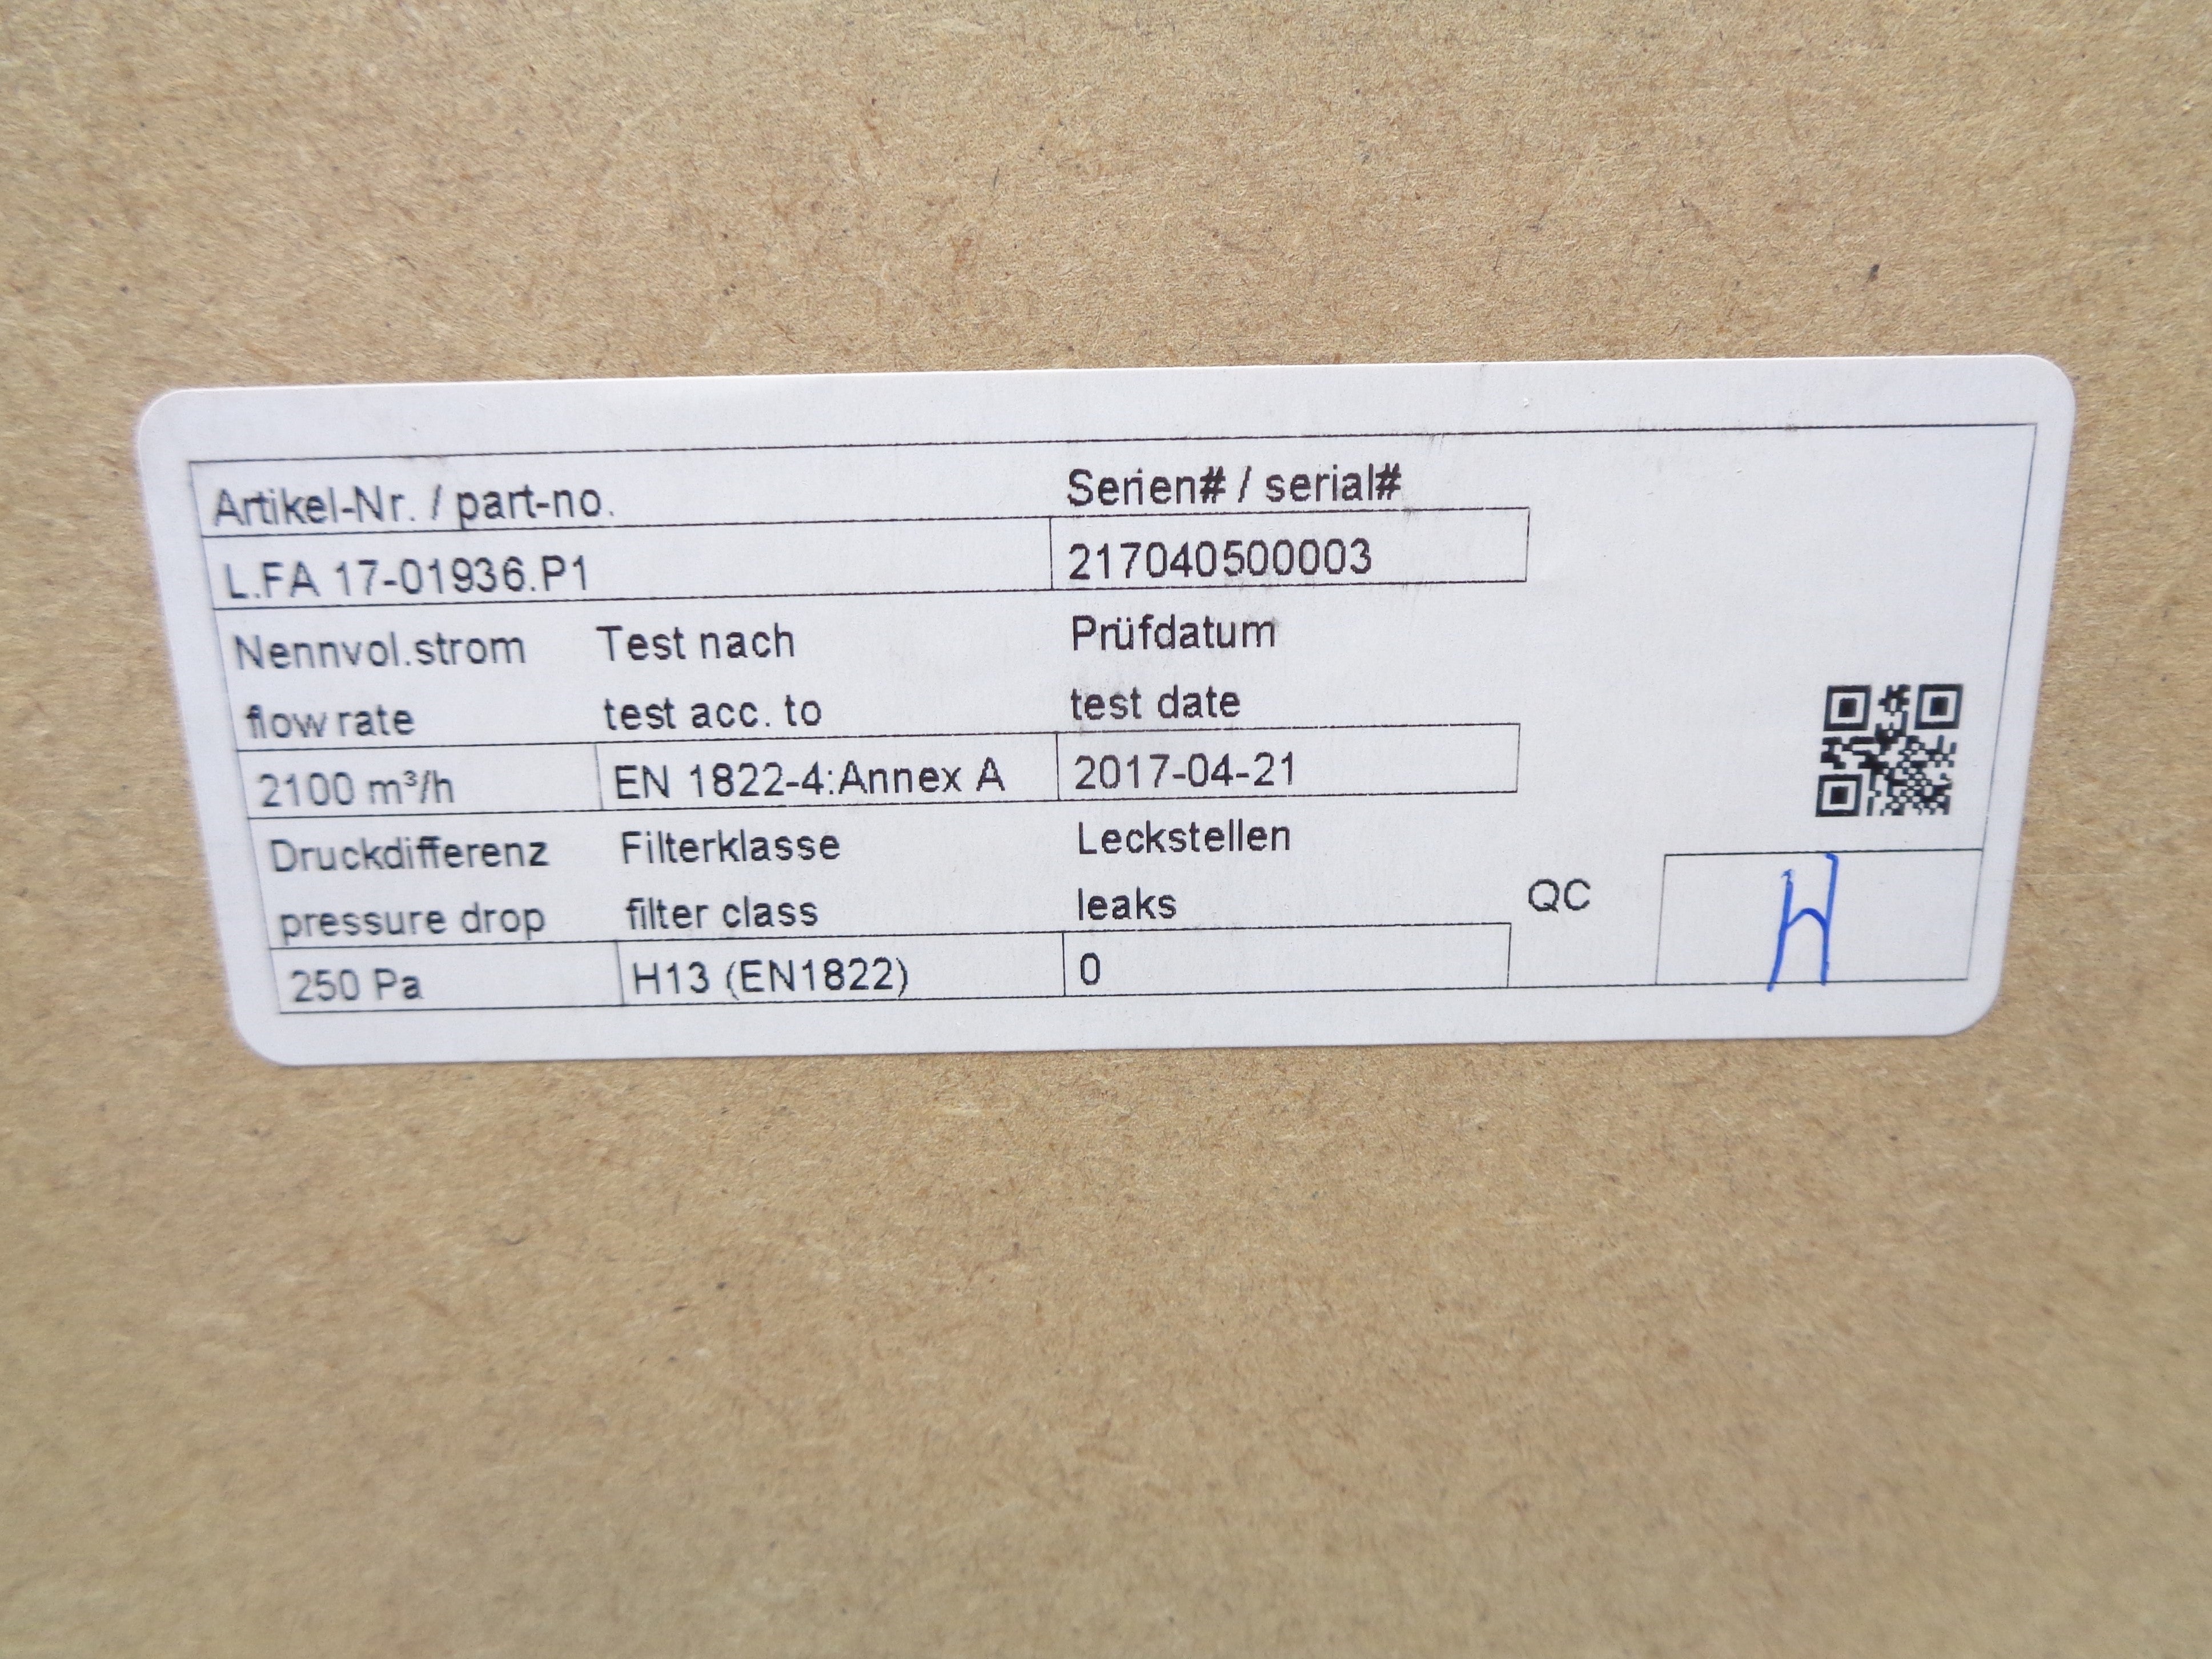 Artikel-Nr. / part-no. Serien# / serial#
L.FA 17-01936.P1 217040500003
Nennvol.strom Test nach Prüfdatum
flow rate test acc. to test date
2100 m³/h EN 1822-4:Annex A 2017-04-21
Druckdifferenz Filterklasse Leckstellen
pressure drop filter class leaks QC
250 Pa H13 (EN1822) 0 H